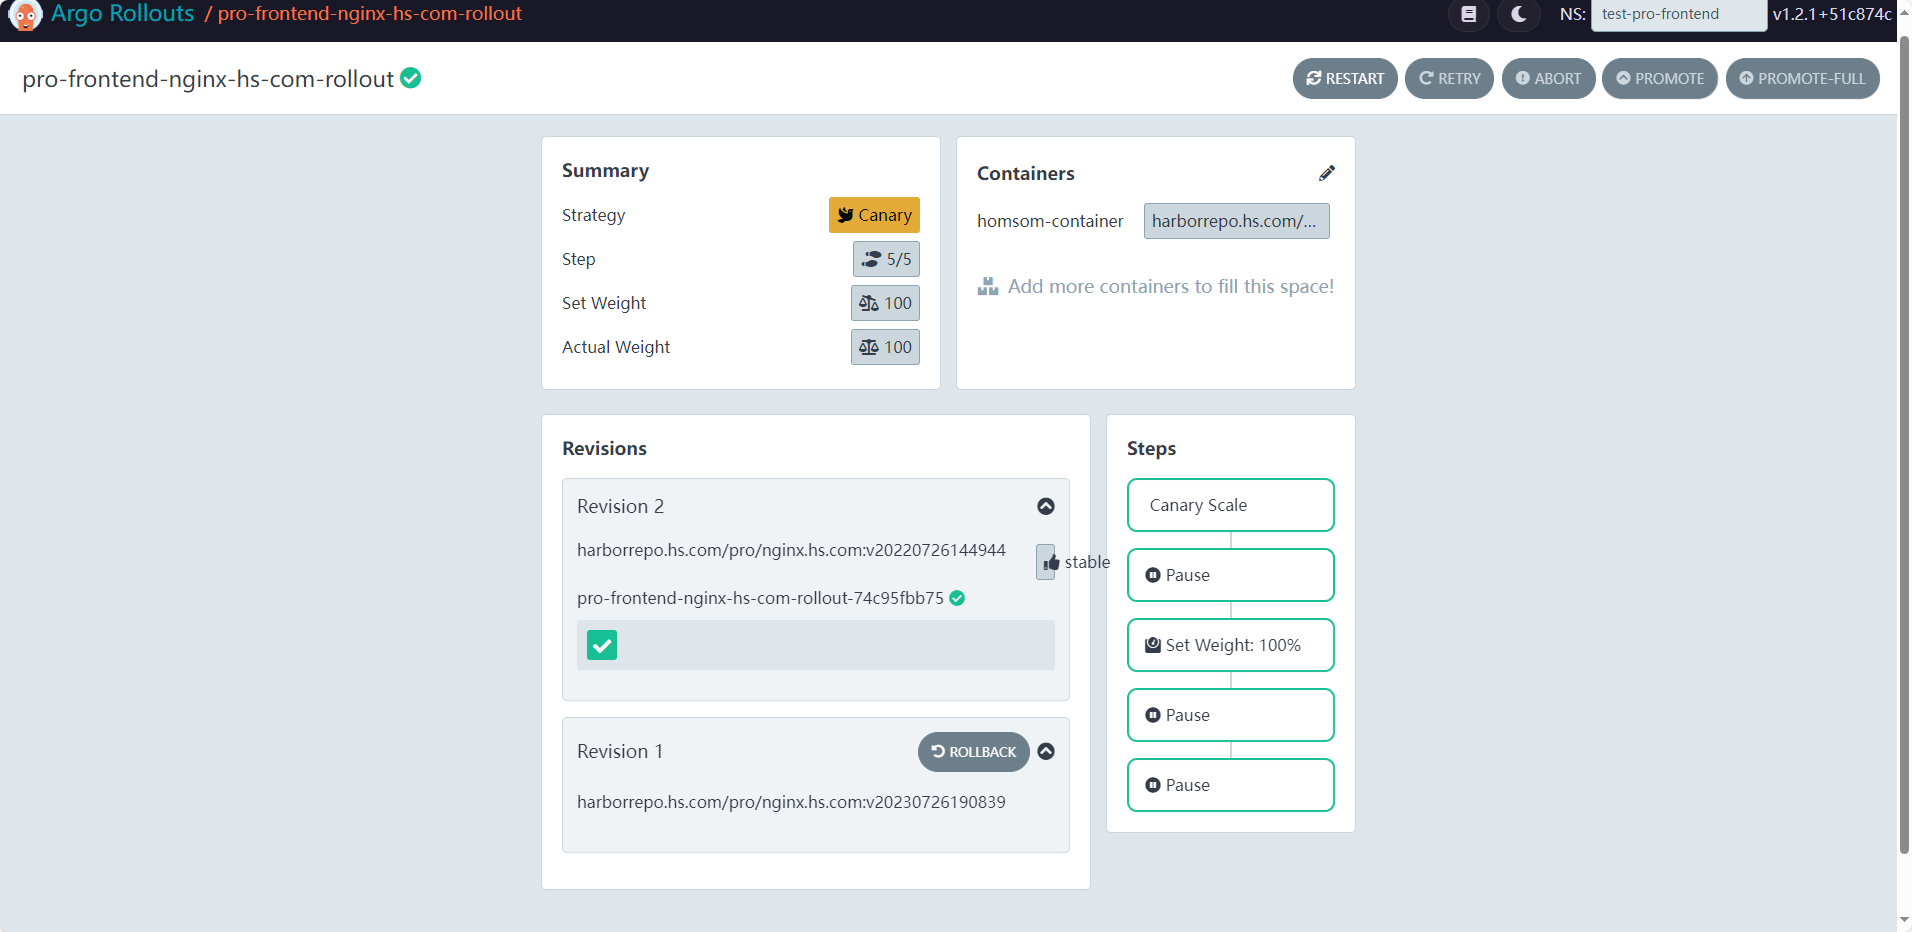 Argo Rollouts / pro-frontend-nginx-hs-com-rollout NS: test-pro-frontend v1.2.1+51c874c
pro-frontend-nginx-hs-com-rollout RESTART RETRY ABORT PROMOTE PROMOTE-FULL
Summary
Strategy Canary
Step 5/5
Set Weight 100
Actual Weight 100
Containers
homsom-container harborrepo.hs.com/...
Add more containers to fill this space!
Revisions
Revision 2
harborrepo.hs.com/pro/nginx.hs.com:v20220726144944
stable
pro-frontend-nginx-hs-com-rollout-74c95fbb75
Revision 1 ROLLBACK
harborrepo.hs.com/pro/nginx.hs.com:v20230726190839
Steps
Canary Scale
Pause
Set Weight: 100%
Pause
Pause